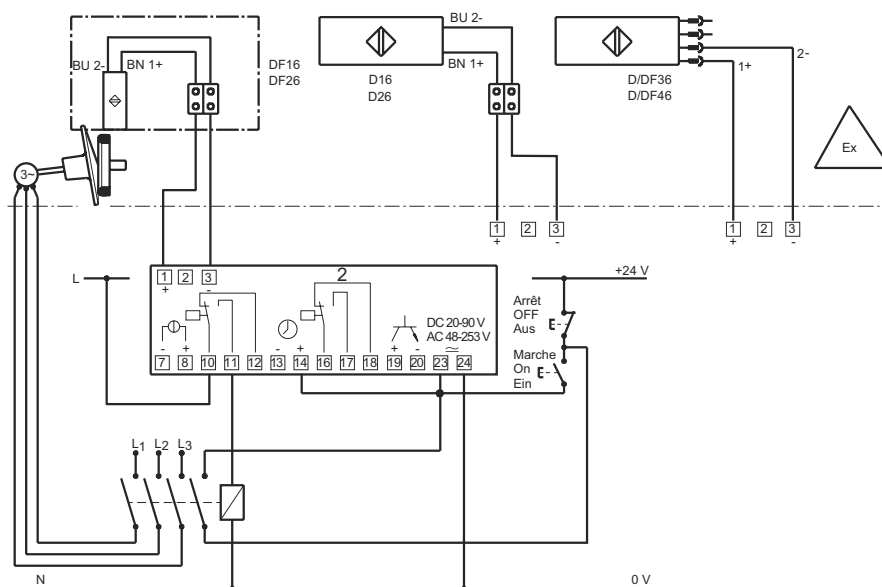 BU 2-
BU 2-
BN 1+
DF16
DF26
BN 1+
D16
D26
D/DF36
D/DF46
1+
2-
Ex
3~
1
2
3
+
-
1
2
3
+
-
L
1
2
3
+
-
2
+24 V
Arrêt
OFF
Aus
DC 20-90 V
AC 48-253 V
- +
- +
+ -
7
8
10
11
12
13
14
16
17
18
19
20
23
24
Marche
On
Ein
L1
L2
L3
N
0 V